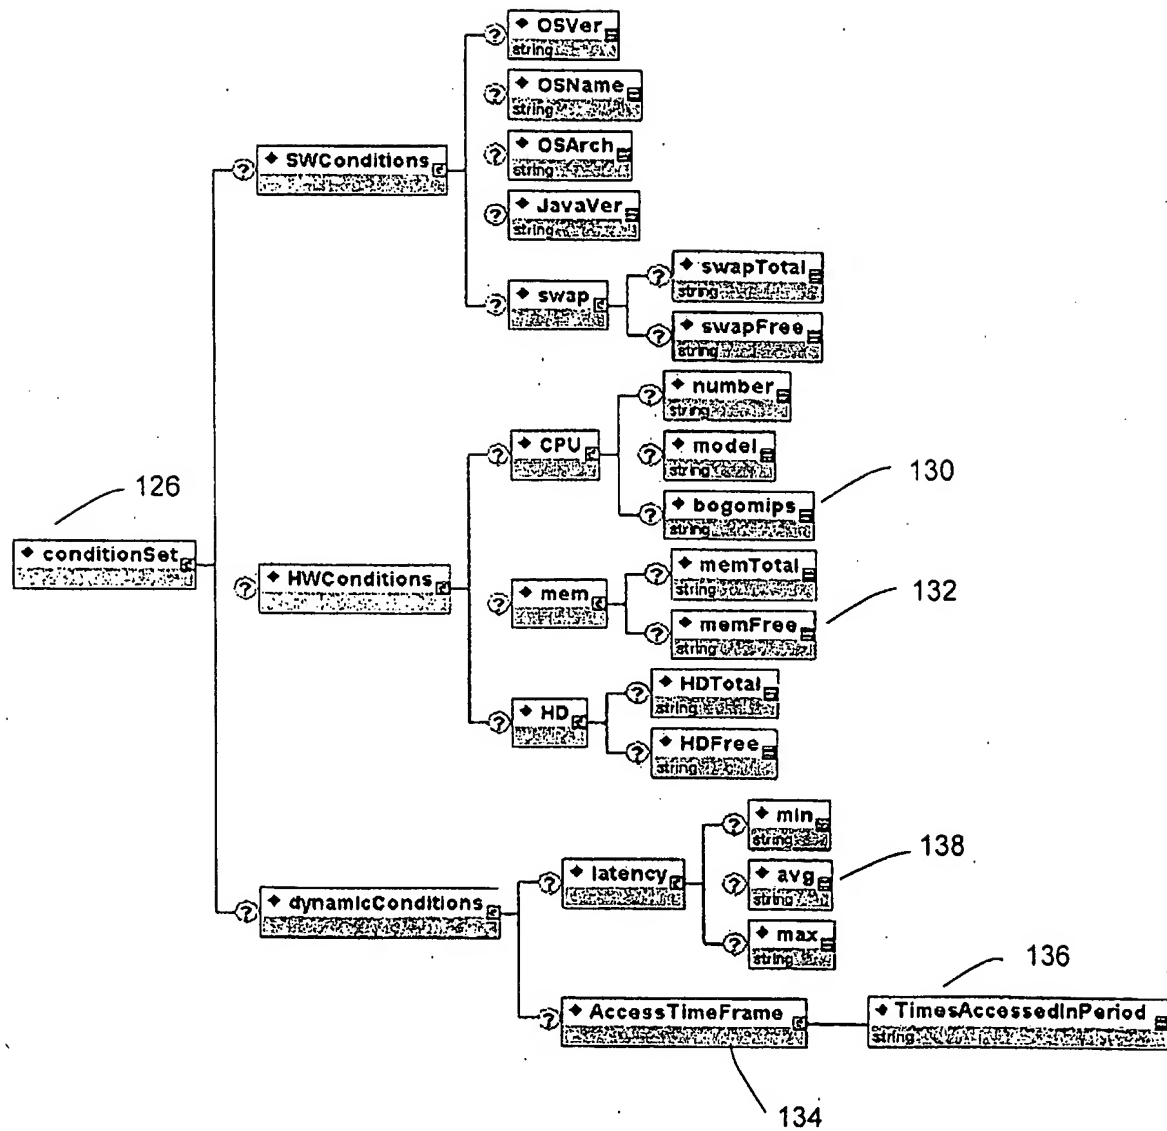 ◆ OSVer
string
? ◆ OSName
string
? ◆ SWConditions
? ◆ OSArch
string
? ◆ JavaVer
string
? ◆ swap
? ◆ swapTotal
string
? ◆ swapFree
string
? ◆ number
string
? ◆ CPU
? ◆ model
string
130
? ◆ bogomips
string
126
◆ conditionSet
? ◆ HWConditions
? ◆ mem
? ◆ memTotal
string
132
? ◆ memFree
string
? ◆ HD
? ◆ HDTotal
string
? ◆ HDFree
string
? ◆ min
string
? ◆ dynamicConditions
? ◆ latency
138
? ◆ avg
string
? ◆ max
string
136
? ◆ AccessTimeFrame
◆ TimesAccessedInPeriod
string
134